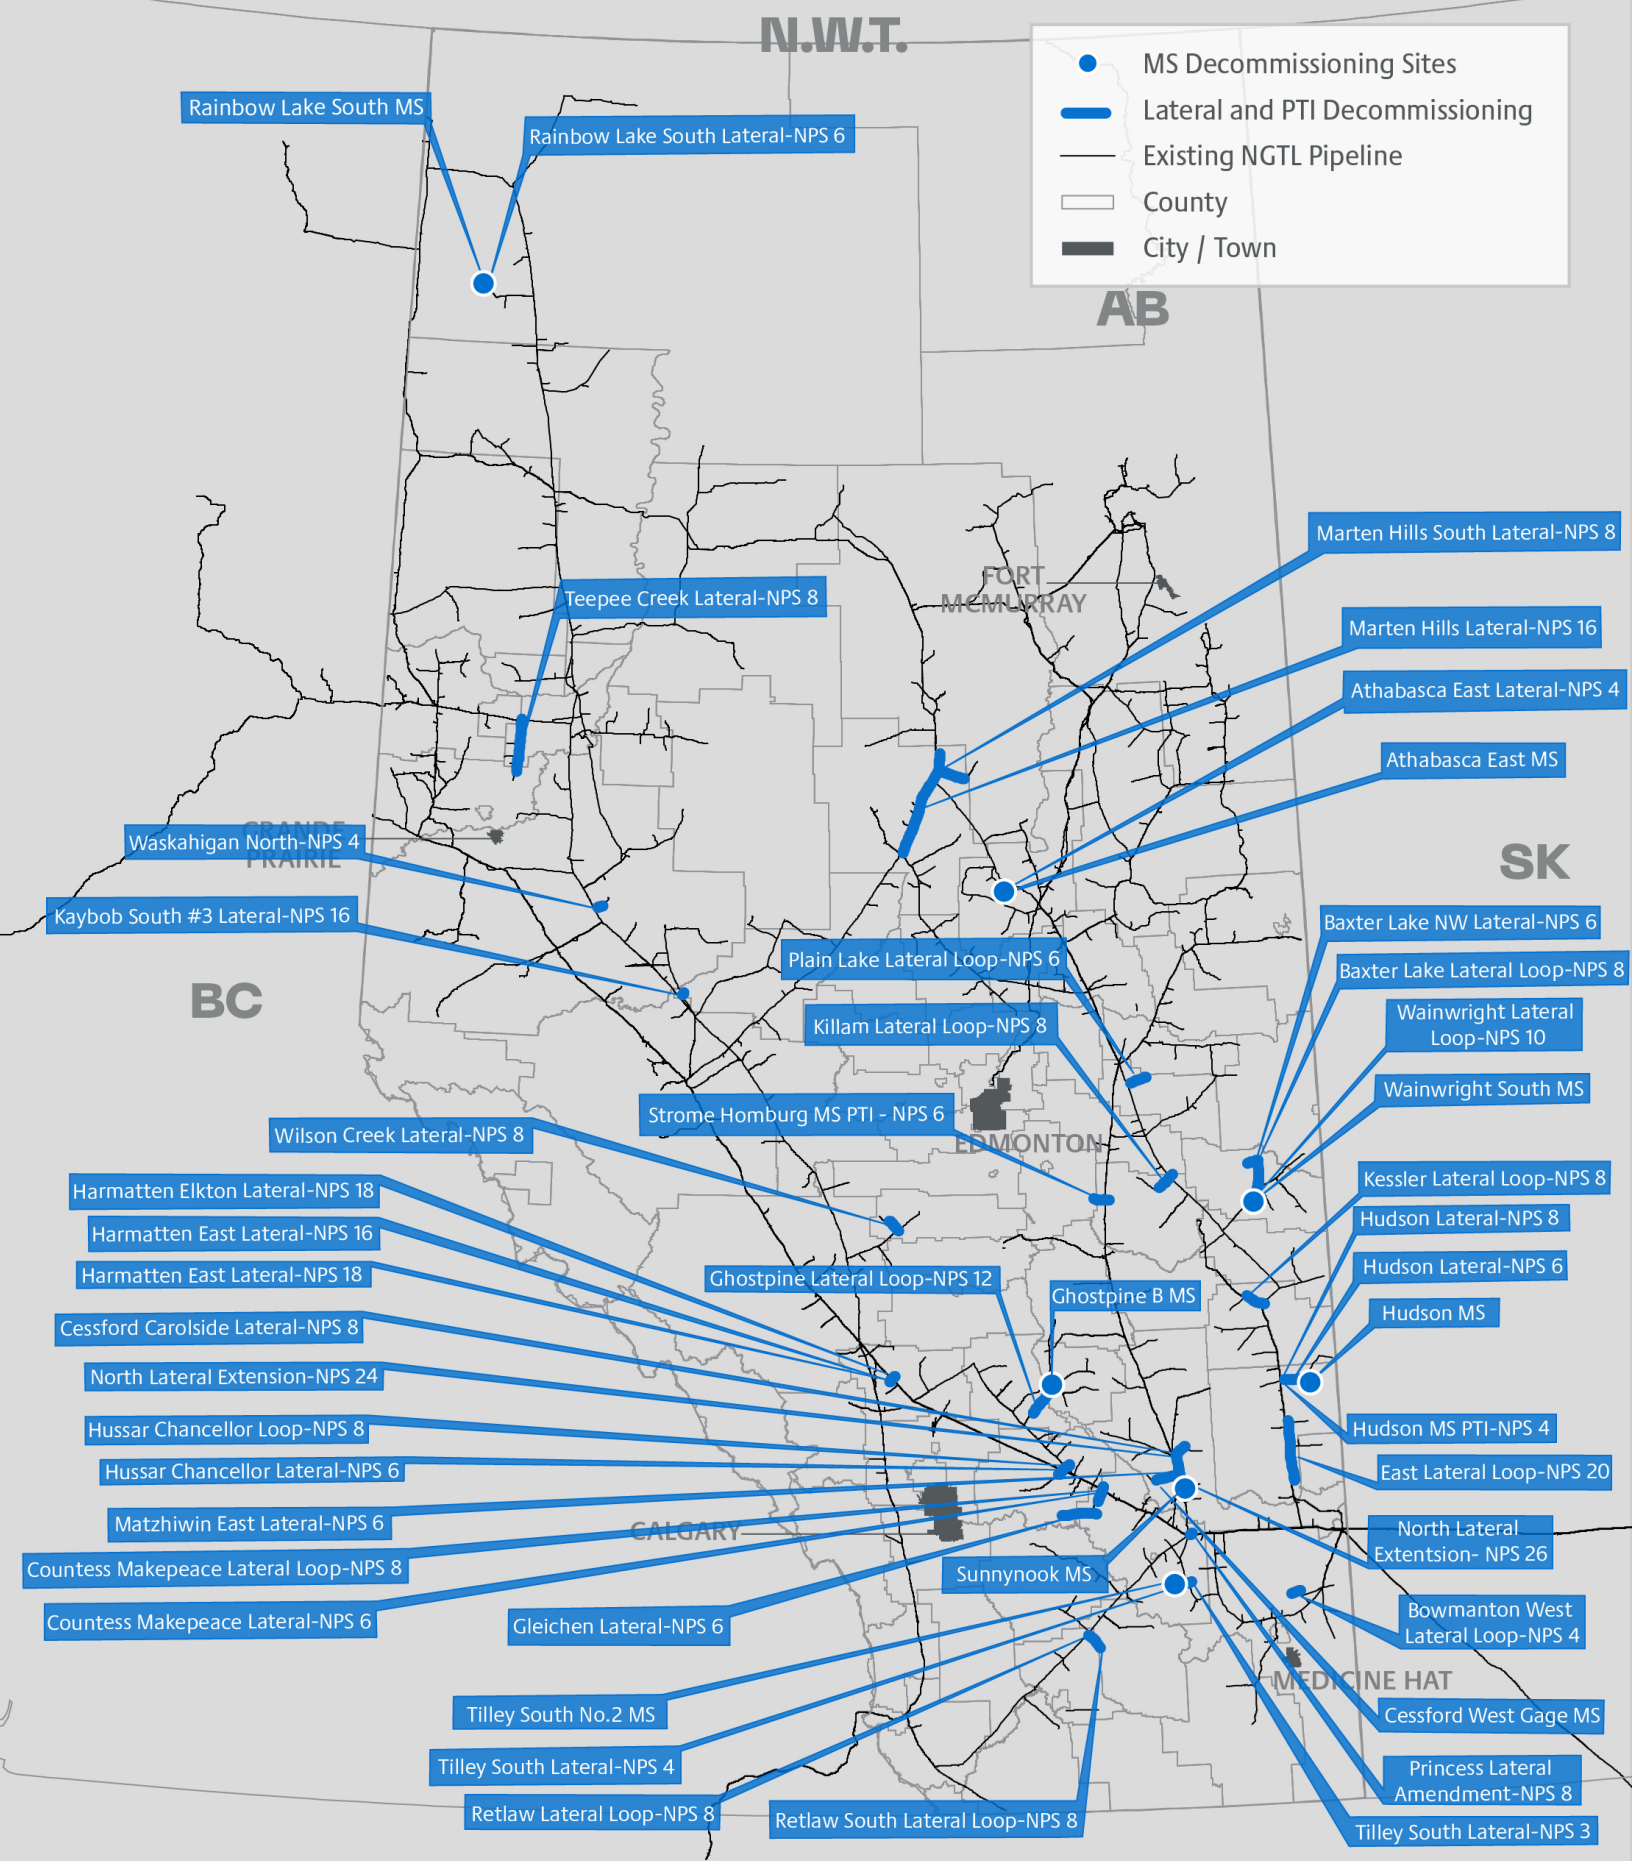 N.W.T.
MS Decommissioning Sites
Lateral and PTI Decommissioning
Existing NGTL Pipeline
County
City / Town
Rainbow Lake South MS
Rainbow Lake South Lateral-NPS 6
AB
Marten Hills South Lateral-NPS 8
FORT
MCMURRAY
Teepee Creek Lateral-NPS 8
Marten Hills Lateral-NPS 16
Athabasca East Lateral-NPS 4
Athabasca East MS
GRANDE
PRAIRIE
Waskahigan North-NPS 4
SK
Kaybob South #3 Lateral-NPS 16
Baxter Lake NW Lateral-NPS 6
Plain Lake Lateral Loop-NPS 6
Baxter Lake Lateral Loop-NPS 8
BC
Killam Lateral Loop-NPS 8
Wainwright Lateral
Loop-NPS 10
Wainwright South MS
Strome Homburg MS PTI - NPS 6
EDMONTON
Wilson Creek Lateral-NPS 8
Kessler Lateral Loop-NPS 8
Harmatten Elkton Lateral-NPS 18
Hudson Lateral-NPS 8
Harmatten East Lateral-NPS 16
Hudson Lateral-NPS 6
Harmatten East Lateral-NPS 18
Ghostpine Lateral Loop-NPS 12
Ghostpine B MS
Hudson MS
Cessford Carolside Lateral-NPS 8
North Lateral Extension-NPS 24
Hussar Chancellor Loop-NPS 8
Hudson MS PTI-NPS 4
Hussar Chancellor Lateral-NPS 6
East Lateral Loop-NPS 20
Matzhiwin East Lateral-NPS 6
CALGARY
North Lateral
Extentsion- NPS 26
Countess Makepeace Lateral Loop-NPS 8
Sunnynook MS
Countess Makepeace Lateral-NPS 6
Gleichen Lateral-NPS 6
Bowmanton West
Lateral Loop-NPS 4
MEDICINE HAT
Tilley South No.2 MS
Cessford West Gage MS
Tilley South Lateral-NPS 4
Princess Lateral
Amendment-NPS 8
Retlaw Lateral Loop-NPS 8
Retlaw South Lateral Loop-NPS 8
Tilley South Lateral-NPS 3